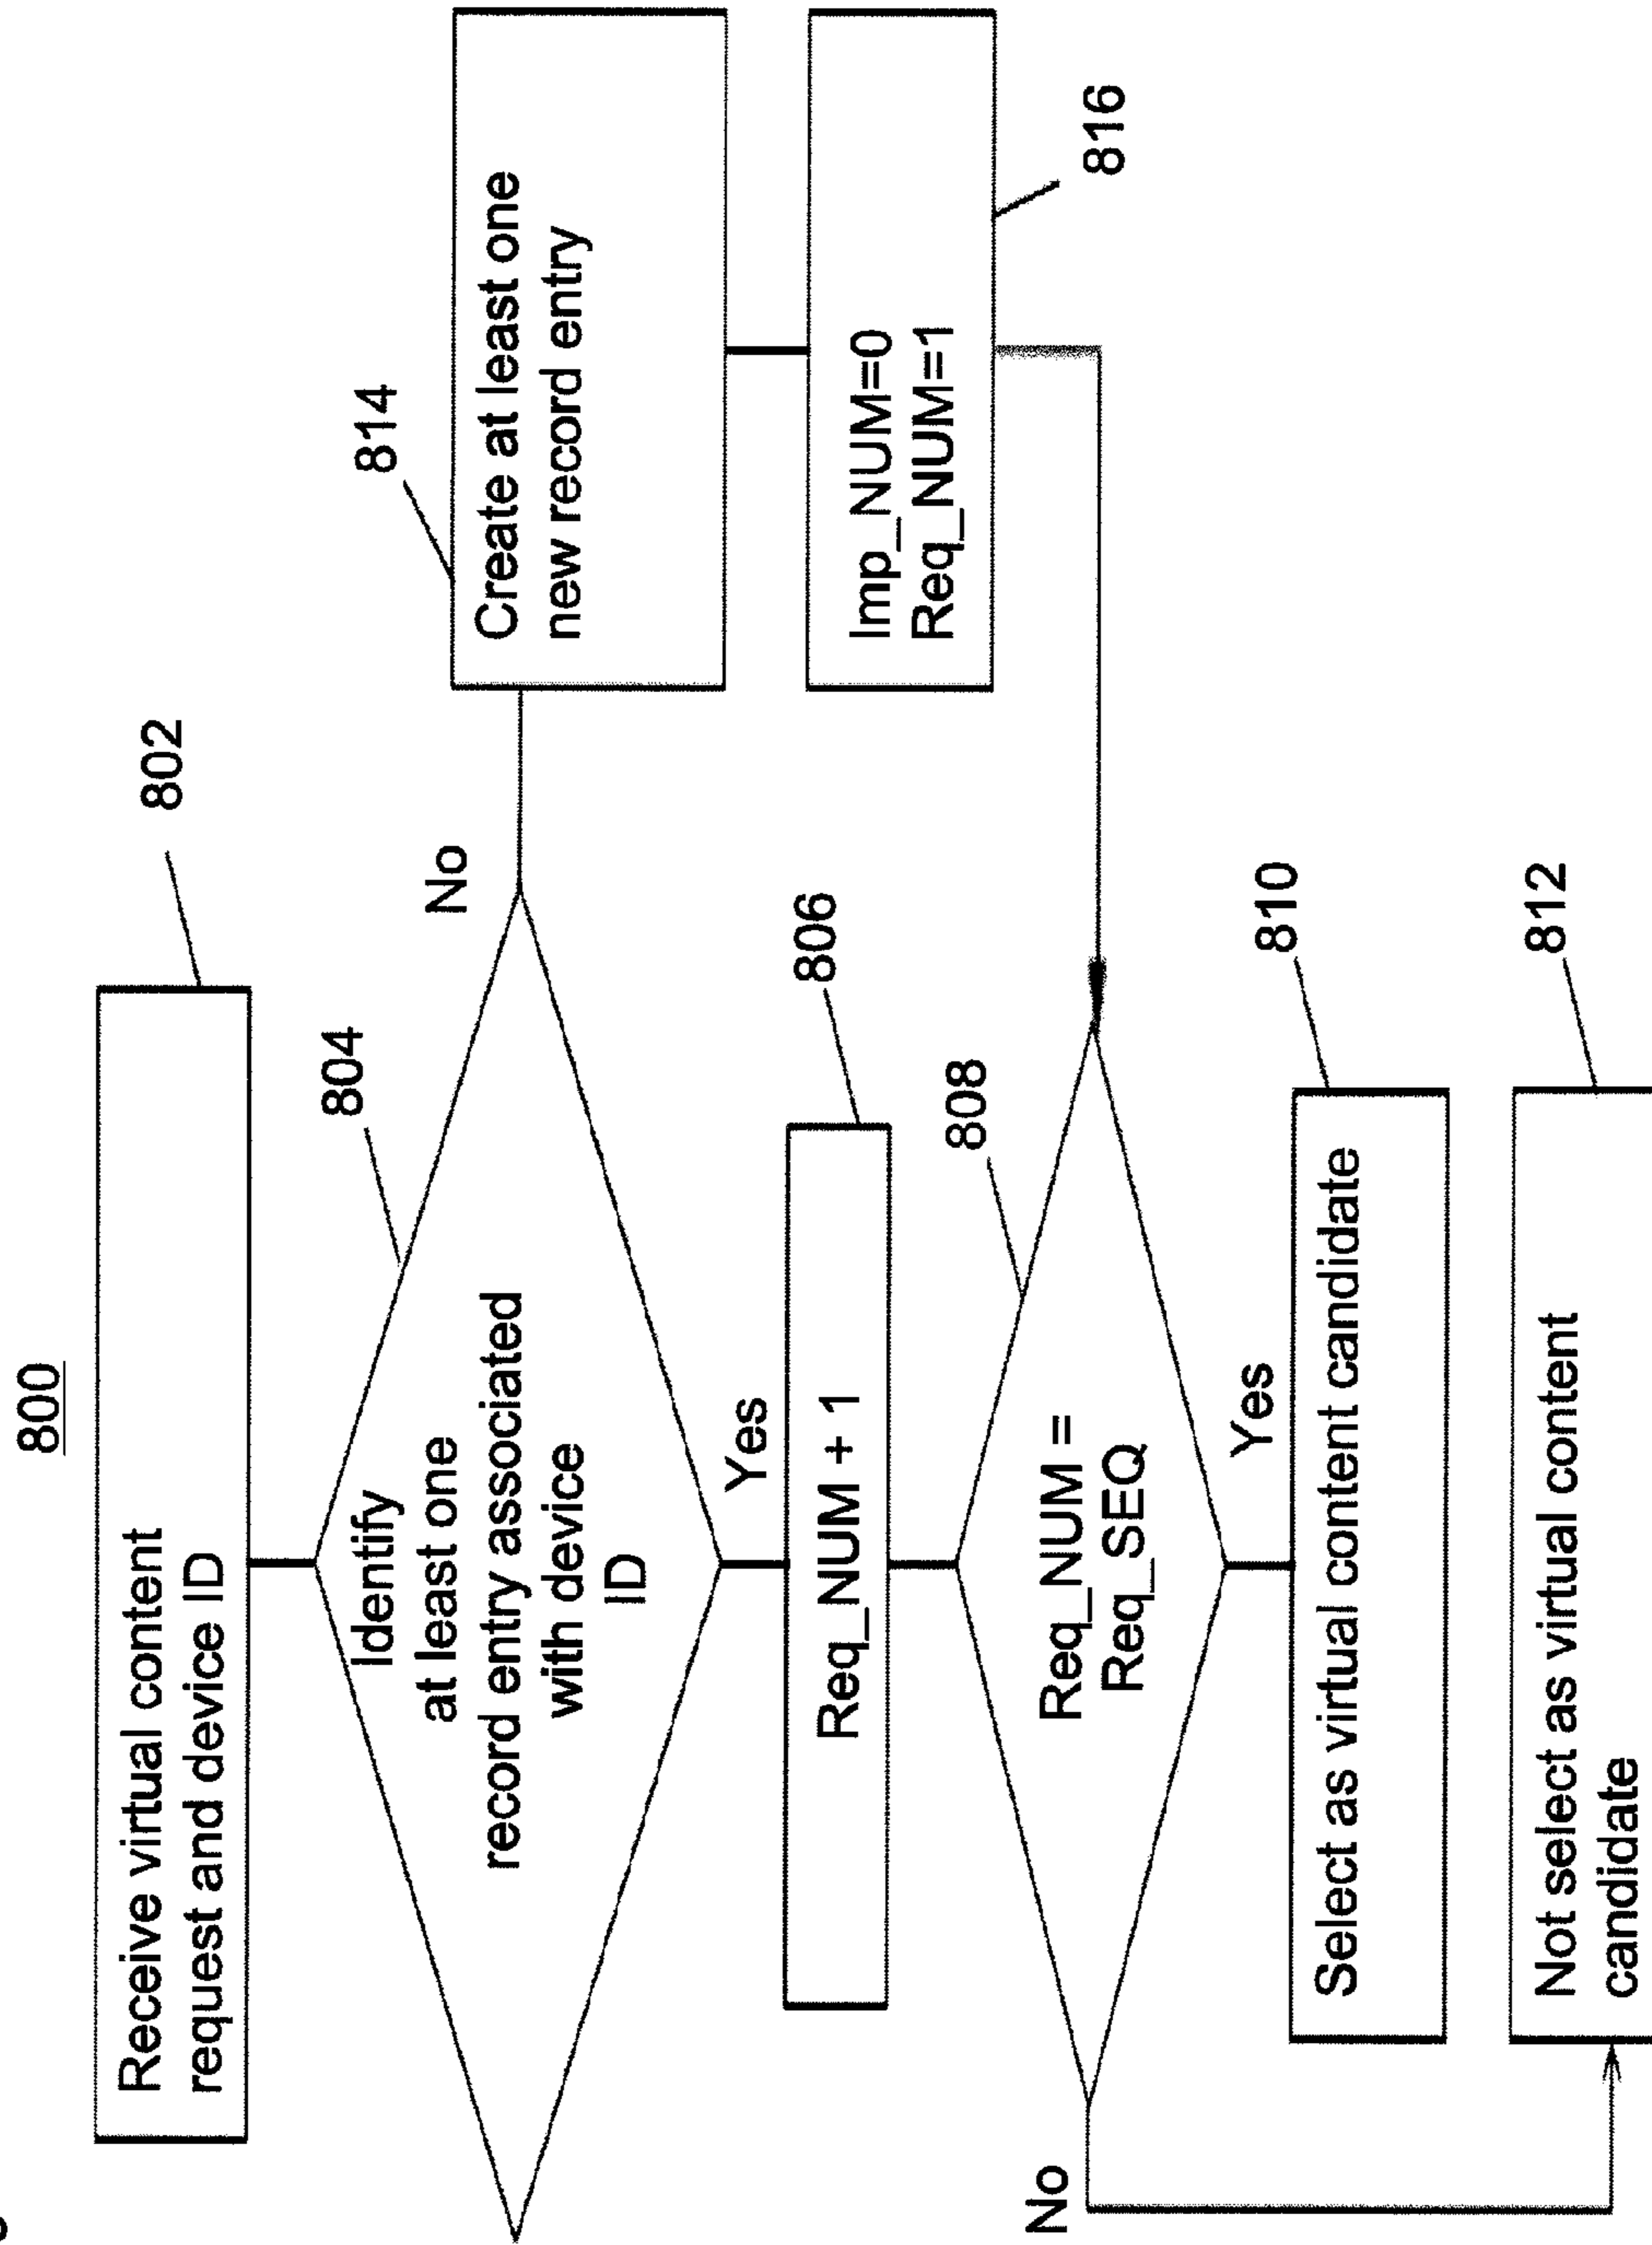 800
Receive virtual content
request and device ID
802
Identify
at least one
record entry associated
with device
ID
804
No
Create at least one
new record entry
814
Yes
Req_NUM + 1
806
Imp_NUM=0
Req_NUM=1
816
Req_NUM =
Req_SEQ
808
Yes
Select as virtual content candidate
810
No
Not select as virtual content
candidate
812